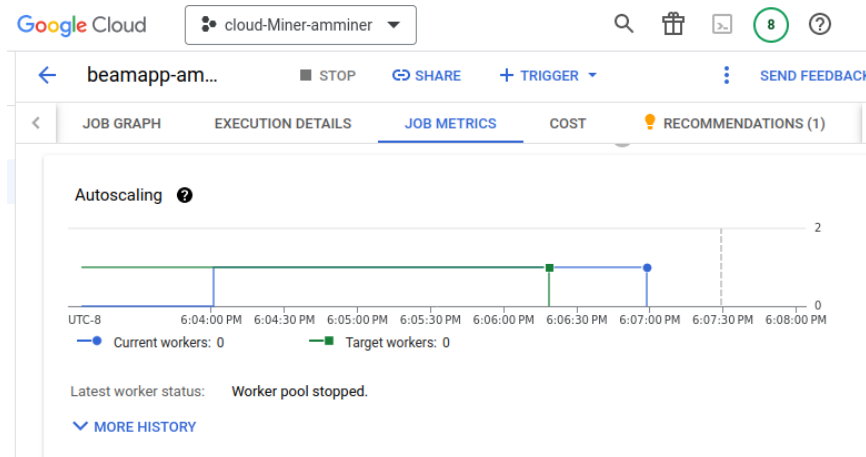 Google Cloud cloud-Miner-amminer 8
beamapp-am... STOP SHARE TRIGGER SEND FEEDBACK
JOB GRAPH EXECUTION DETAILS JOB METRICS COST RECOMMENDATIONS (1)
Autoscaling
2
0
UTC-8 6:04:00 PM 6:04:30 PM 6:05:00 PM 6:05:30 PM 6:06:00 PM 6:06:30 PM 6:07:00 PM 6:07:30 PM 6:08:00 PM
Current workers: 0 Target workers: 0
Latest worker status: Worker pool stopped.
MORE HISTORY